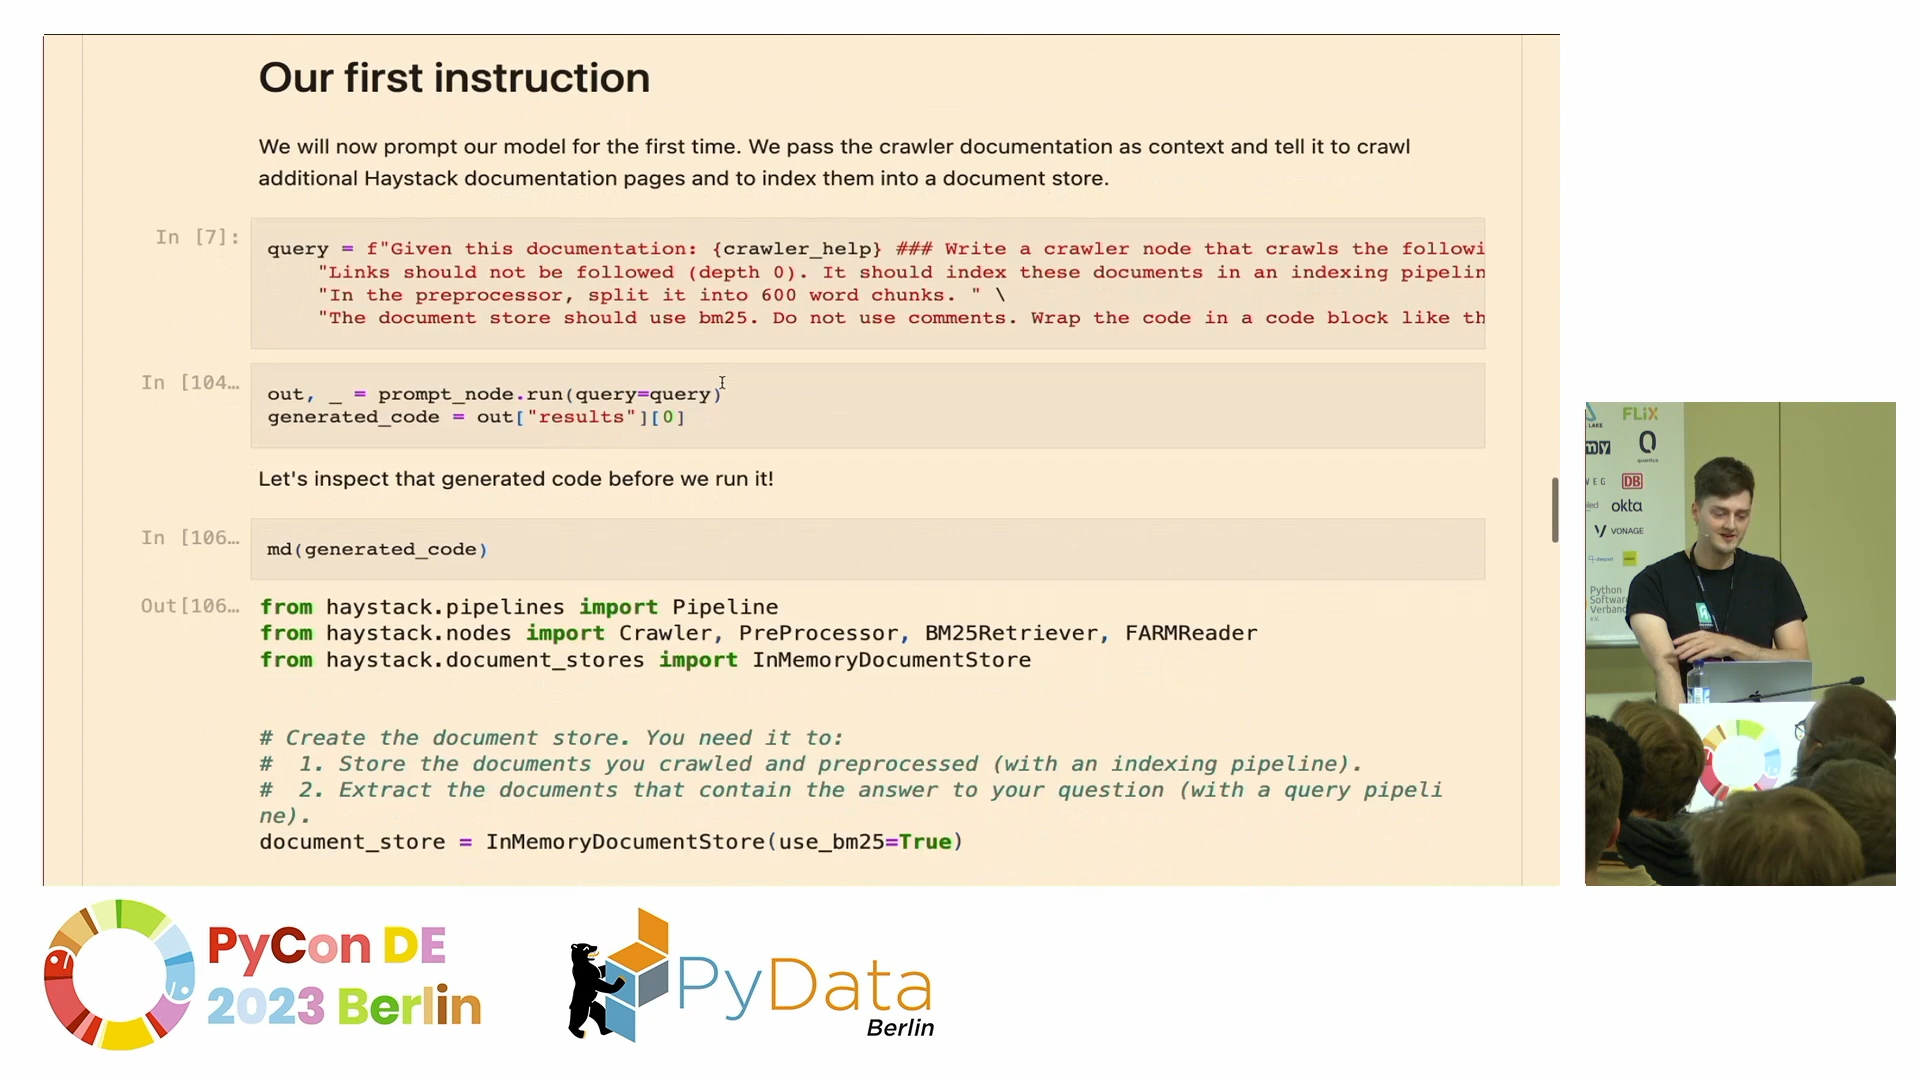 Our first instruction
We will now prompt our model for the first time. We pass the crawler documentation as context and tell it to crawl
additional Haystack documentation pages and to index them into a document store.
In [7]:
query = f"Given this documentation: {crawler_help} ### Write a crawler node that crawls the followi
"Links should not be followed (depth 0). It should index these documents in an indexing pipelin
"In the preprocessor, split it into 600 word chunks. " \
"The document store should use bm25. Do not use comments. Wrap the code in a code block like th
In [104…
out, _ = prompt_node.run(query=query)
generated_code = out["results"][0]
Let's inspect that generated code before we run it!
In [106…
md(generated_code)
Out[106…
from haystack.pipelines import Pipeline
from haystack.nodes import Crawler, PreProcessor, BM25Retriever, FARMReader
from haystack.document_stores import InMemoryDocumentStore
# Create the document store. You need it to:
#  1. Store the documents you crawled and preprocessed (with an indexing pipeline).
#  2. Extract the documents that contain the answer to your question (with a query pipeli
ne).
document_store = InMemoryDocumentStore(use_bm25=True)
FLiX
LAKE
my
Q
WEG
DB
okta
VONAGE
Python
Softwar
Verban
e.V.
PyCon DE
2023 Berlin
PyData
Berlin